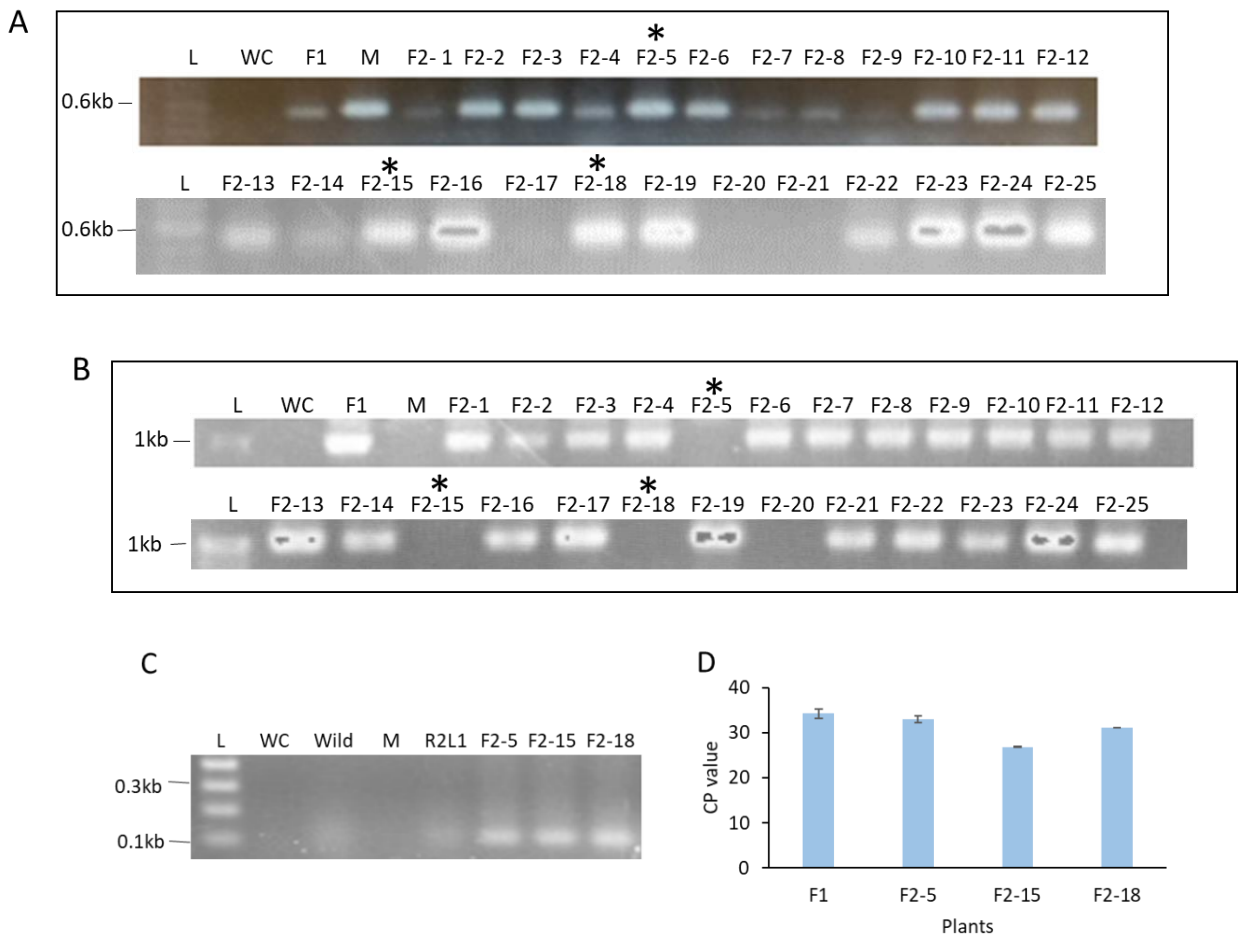 A
*
L WC F1 M F2- 1 F2-2 F2-3 F2-4 F2-5 F2-6 F2-7 F2-8 F2-9 F2-10 F2-11 F2-12
0.6kb
* *
L F2-13 F2-14 F2-15 F2-16 F2-17 F2-18 F2-19 F2-20 F2-21 F2-22 F2-23 F2-24 F2-25
0.6kb
B
*
L WC F1 M F2-1 F2-2 F2-3 F2-4 F2-5 F2-6 F2-7 F2-8 F2-9 F2-10 F2-11 F2-12
1kb
* *
L F2-13 F2-14 F2-15 F2-16 F2-17 F2-18 F2-19 F2-20 F2-21 F2-22 F2-23 F2-24 F2-25
1kb
C
L WC Wild M R2L1 F2-5 F2-15 F2-18
0.3kb
0.1kb
D
40
30
20
10
0
CP value
F1 F2-5 F2-15 F2-18
Plants